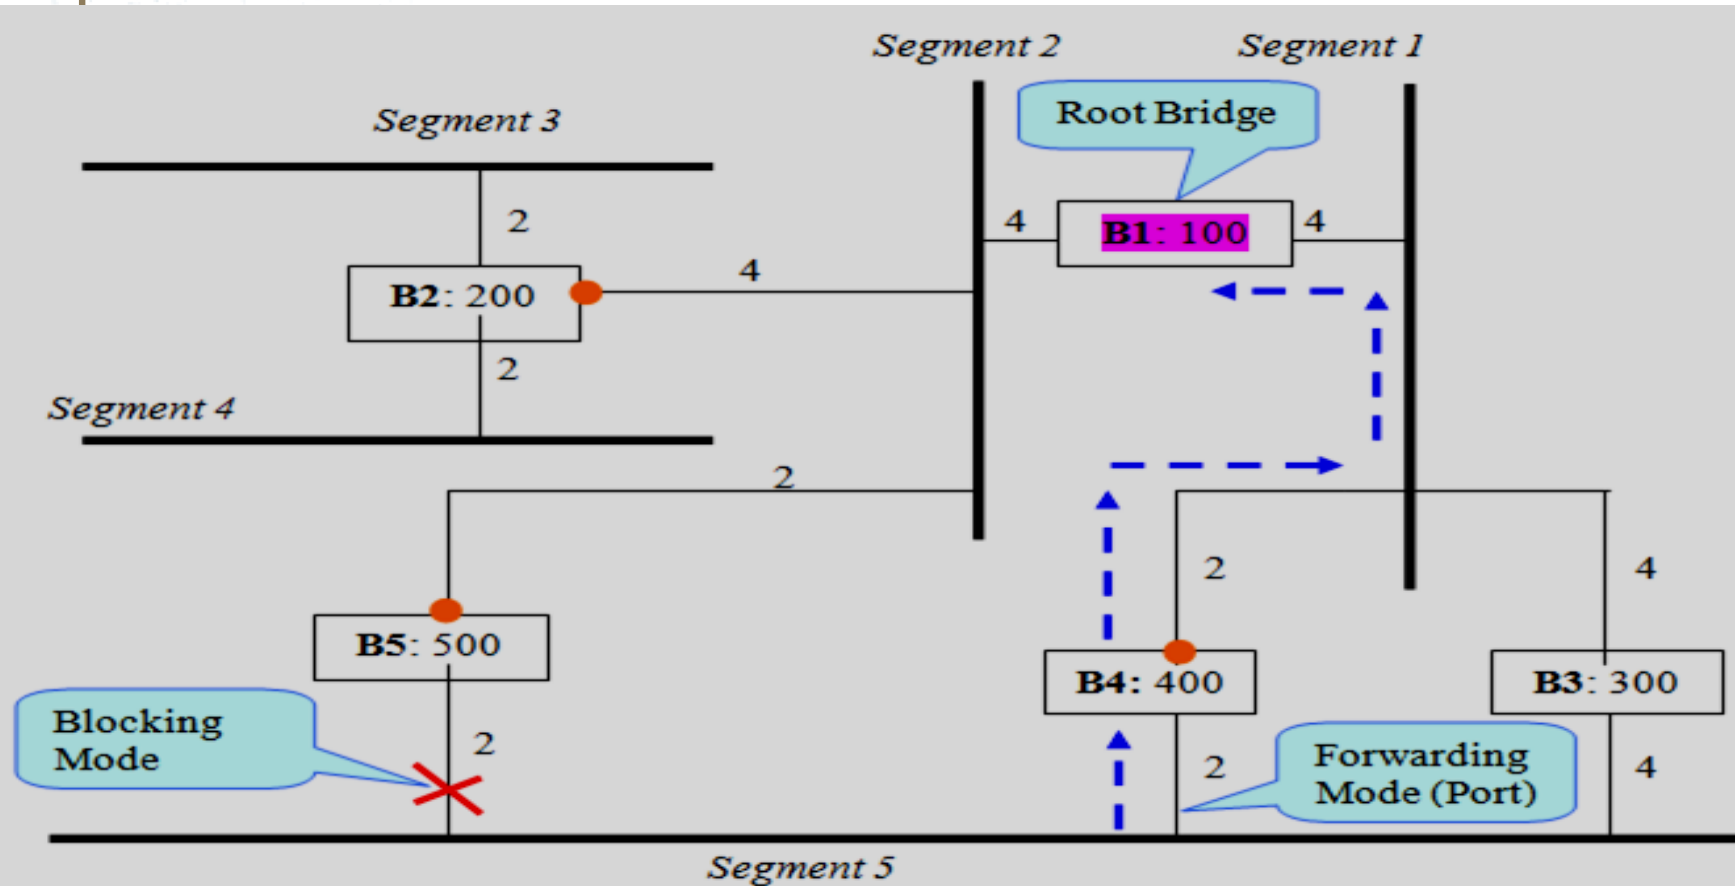 Segment 2
Segment 1
Root Bridge
Segment 3
2
4
B1: 100
4
4
B2: 200
2
Segment 4
2
2
4
B5: 500
B4: 400
B3: 300
Blocking
Mode
2
2
Forwarding
Mode (Port)
4
Segment 5